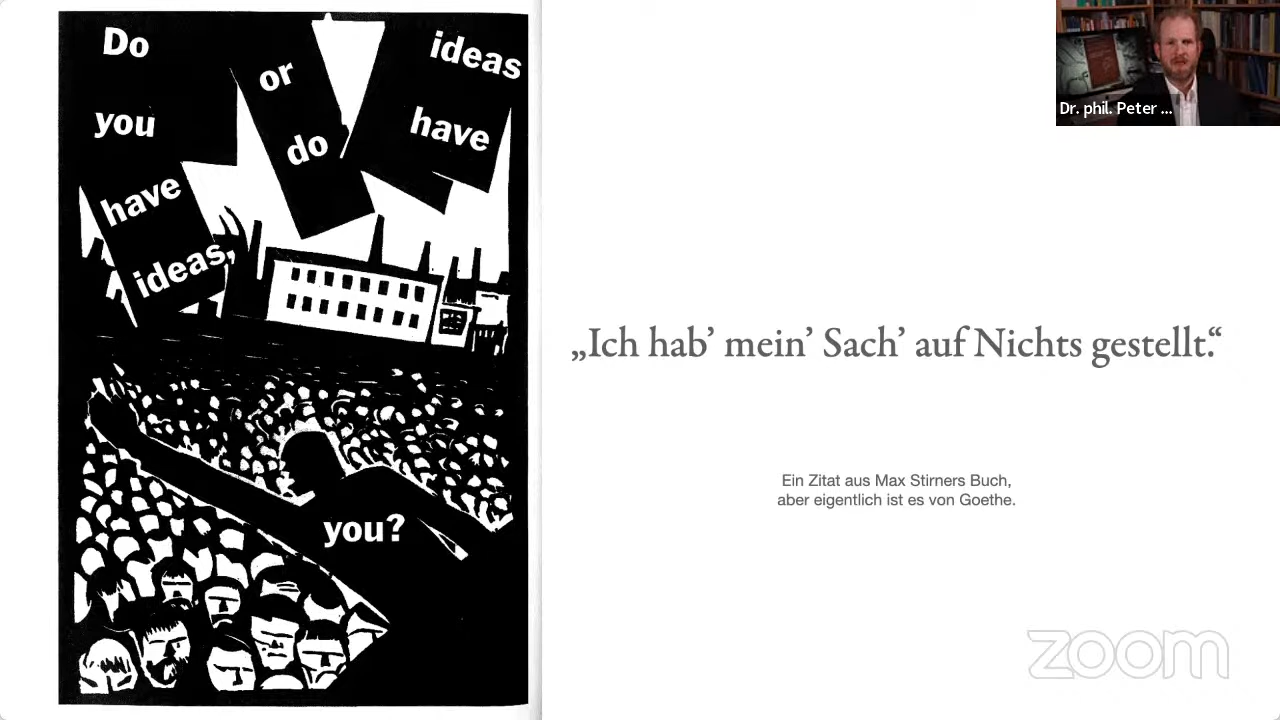 Do
you
have
ideas,
or
do
ideas
have
you?
„Ich hab’ mein’ Sach’ auf Nichts gestellt.“
Ein Zitat aus Max Stirners Buch,
aber eigentlich ist es von Goethe.
Dr. phil. Peter ...
zoom